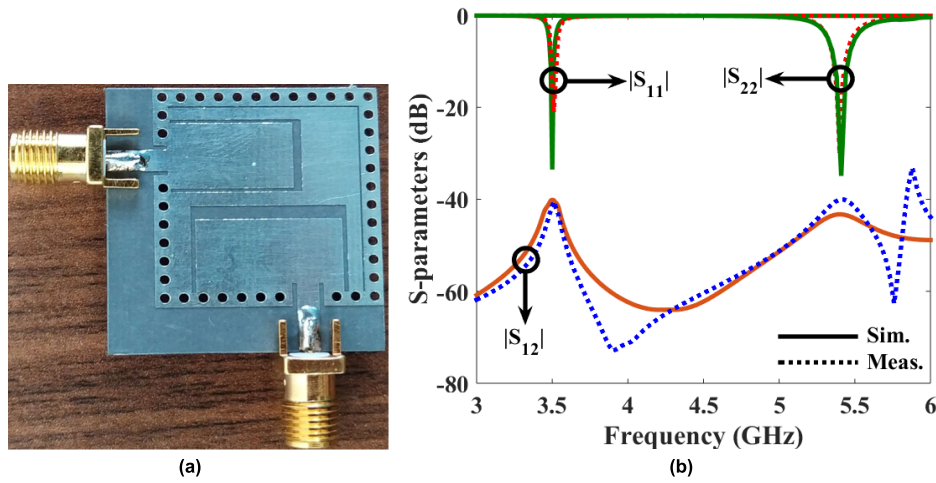 0
-20
-40
-60
-80
S-parameters (dB)
|S11|
|S22|
|S12|
Sim.
Meas.
3
3.5
4
4.5
5
5.5
6
Frequency (GHz)
(a)
(b)